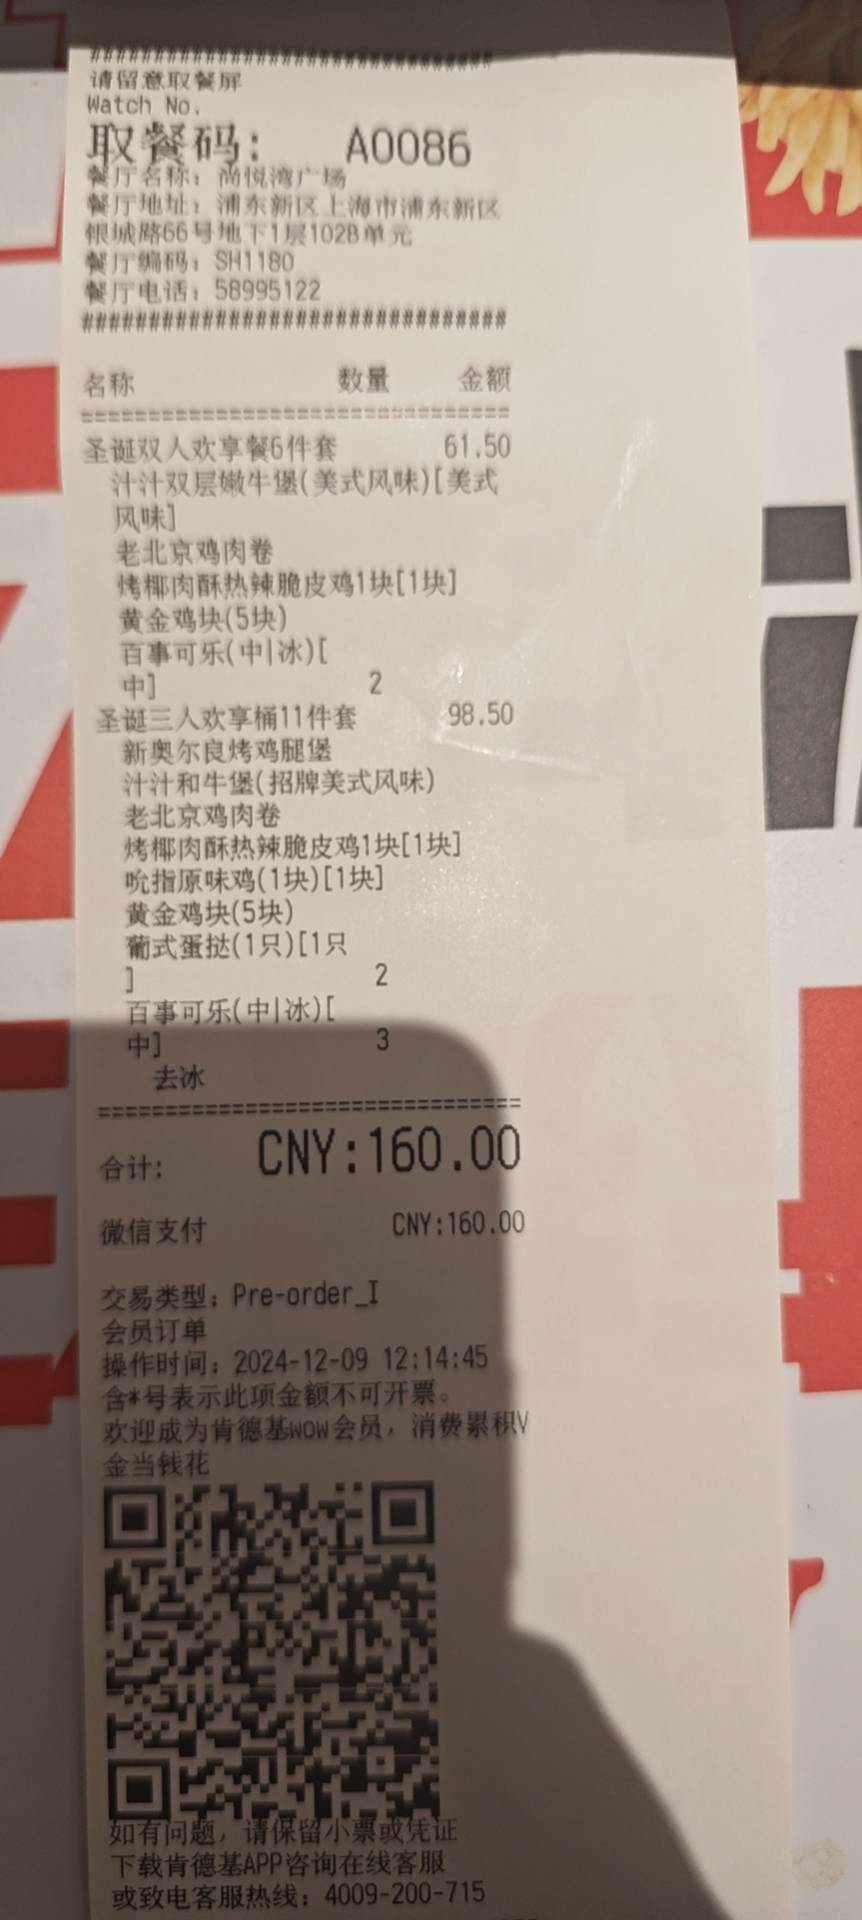 ################################
请留意取餐屏
Watch No.
取餐码: A0086
餐厅名称: 尚悦湾广场
餐厅地址: 浦东新区上海市浦东新区
银城路66号地下1层102B单元
餐厅编码: SH1180
餐厅电话: 58995122
################################
名称 数量 金额
================================
圣诞双人欢享餐6件套 61.50
汁汁双层嫩牛堡(美式风味)[美式
风味]
老北京鸡肉卷
烤椰肉酥热辣脆皮鸡1块[1块]
黄金鸡块(5块)
百事可乐(中|冰)[
中] 2
圣诞三人欢享桶11件套 98.50
新奥尔良烤鸡腿堡
汁汁和牛堡(招牌美式风味)
老北京鸡肉卷
烤椰肉酥热辣脆皮鸡1块[1块]
吮指原味鸡(1块)[1块]
黄金鸡块(5块)
葡式蛋挞(1只)[1只
] 2
百事可乐(中|冰)[
中] 3
去冰
================================
合计: CNY:160.00
微信支付 CNY:160.00
交易类型: Pre-order_I
会员订单
操作时间: 2024-12-09 12:14:45
含*号表示此项金额不可开票。
欢迎成为肯德基WOW会员, 消费累积V
金当钱花
如有问题, 请保留小票或凭证
下载肯德基APP咨询在线客服
或致电客服热线: 4009-200-715